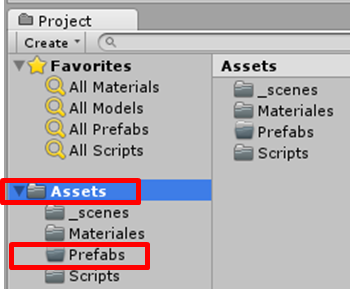 Project
Create
Favorites
All Materials
All Models
All Prefabs
All Scripts
Assets
_scenes
Materiales
Prefabs
Scripts
Assets
_scenes
Materiales
Prefabs
Scripts